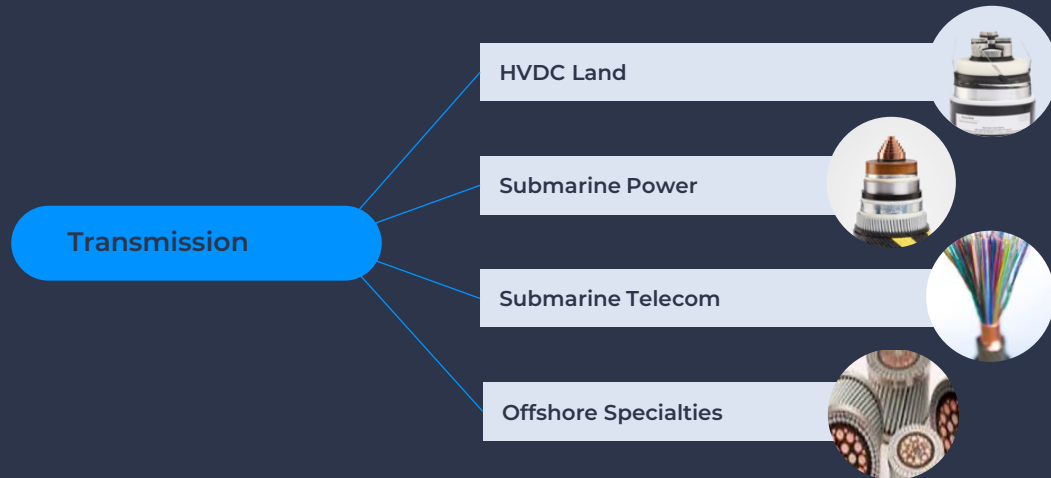 HVDC Land
Submarine Power
Transmission
Submarine Telecom
Offshore Specialties